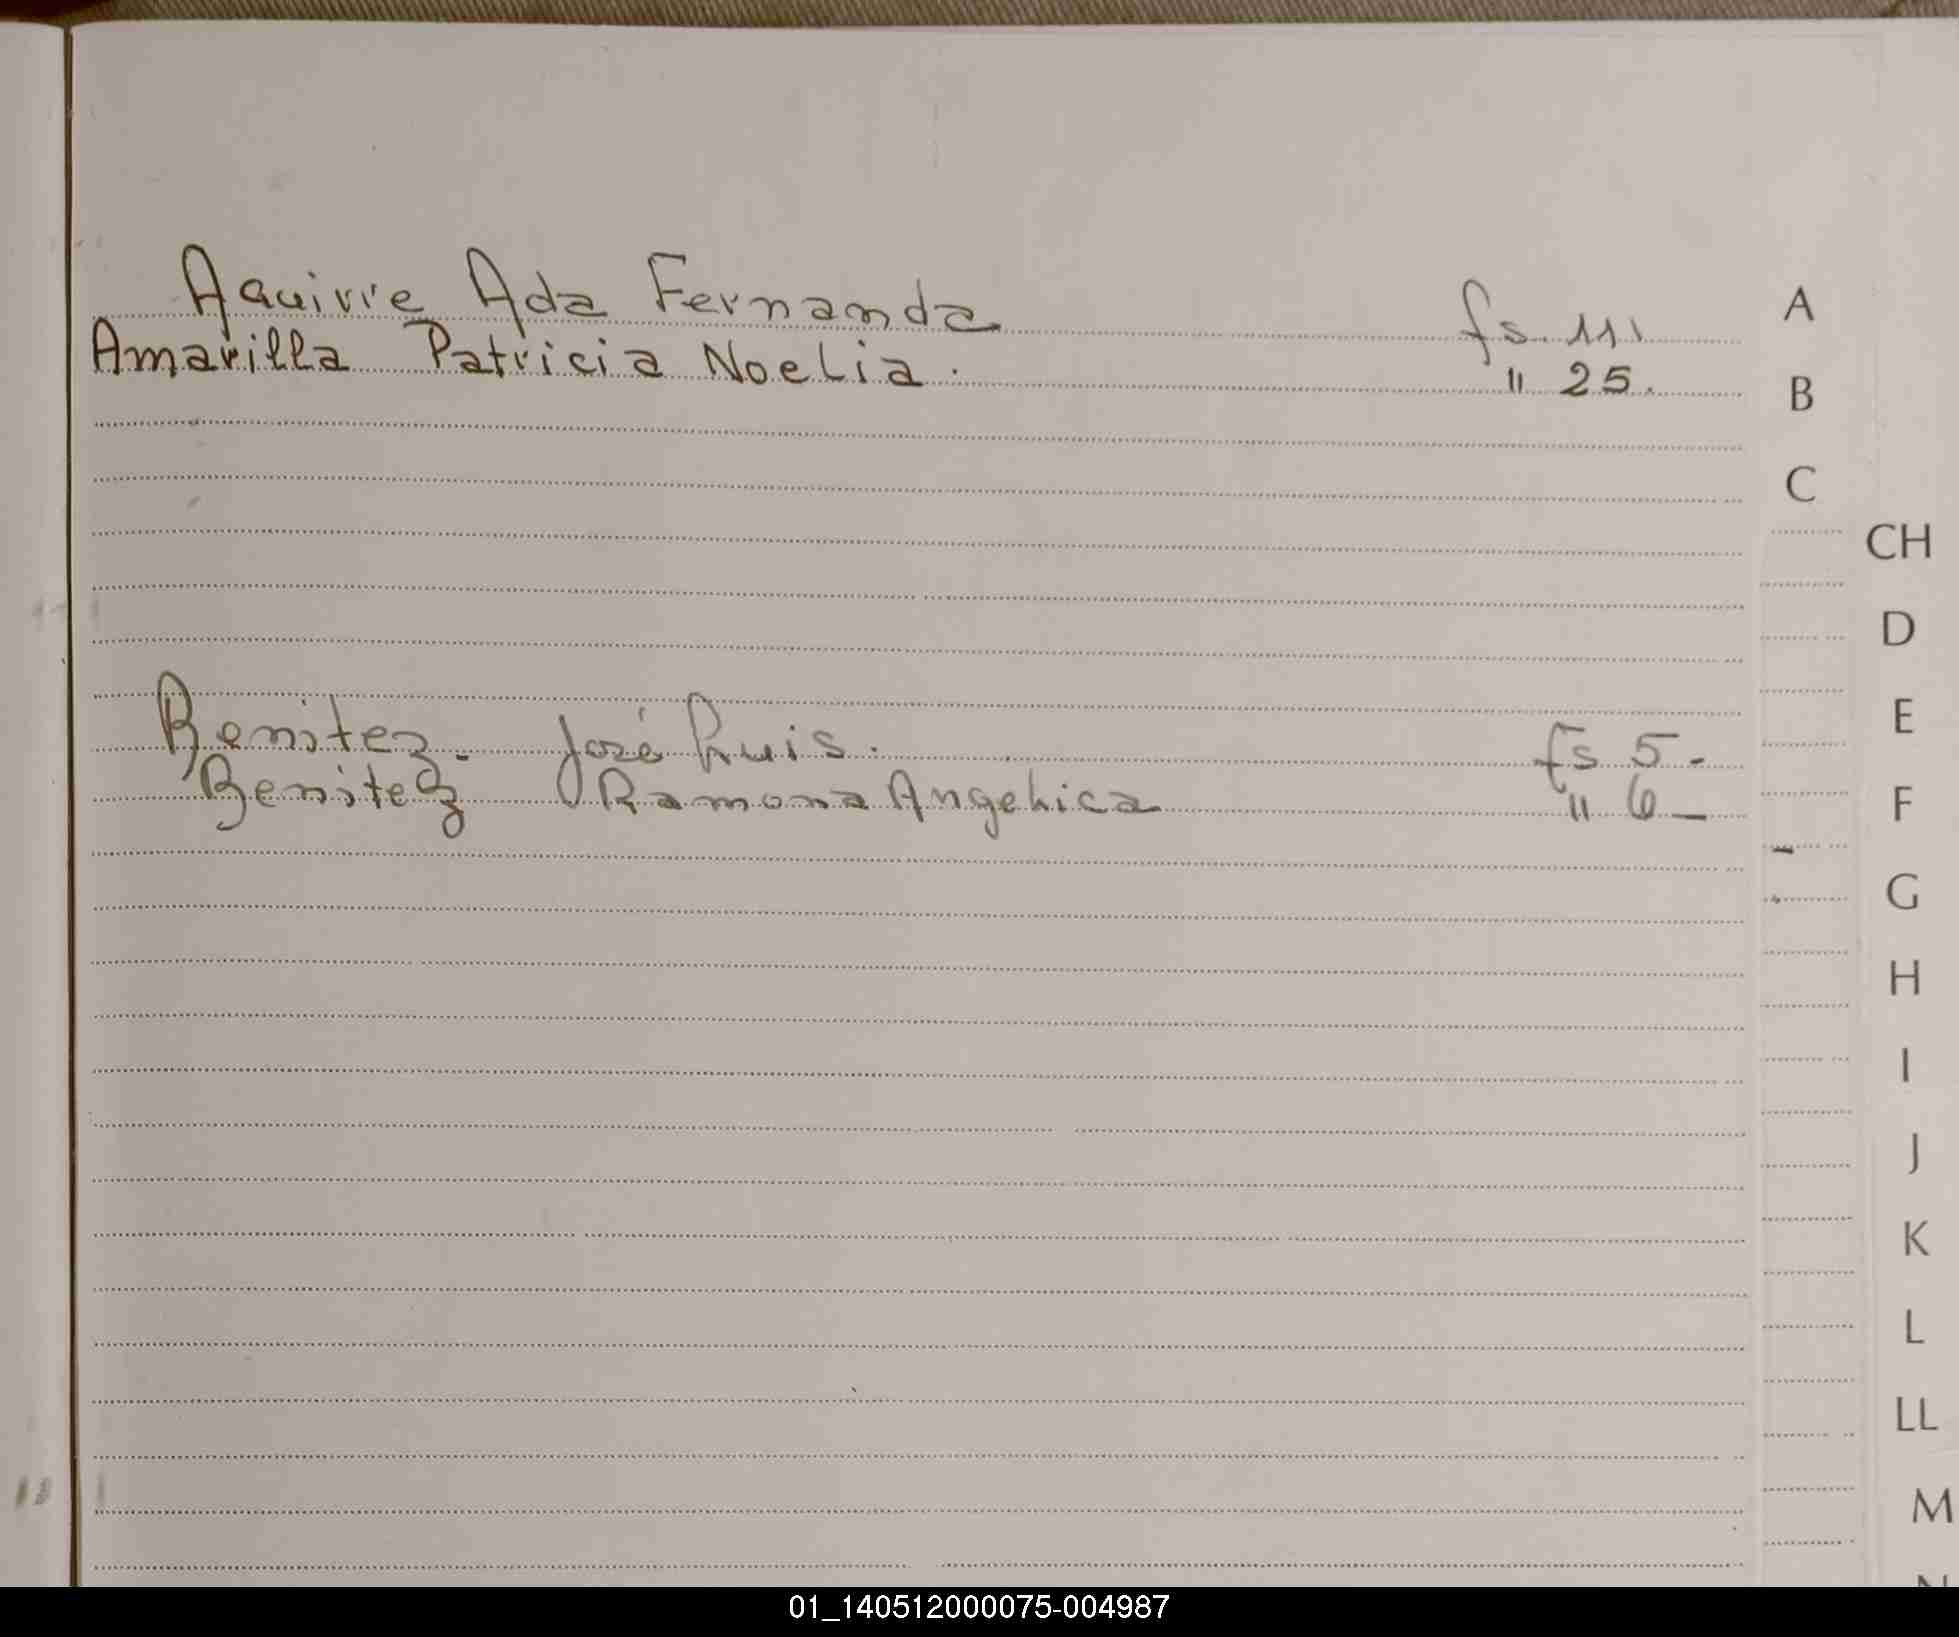 Aquirre Ada Fernanda fs. 11
Amarilla Patricia Noelia. " 25.
Benitez- José Luis. fs 5-
Benitez Ramona Angelica " 6-
A
B
C
CH
D
E
F
G
H
I
J
K
L
LL
M
01_140512000075-004987